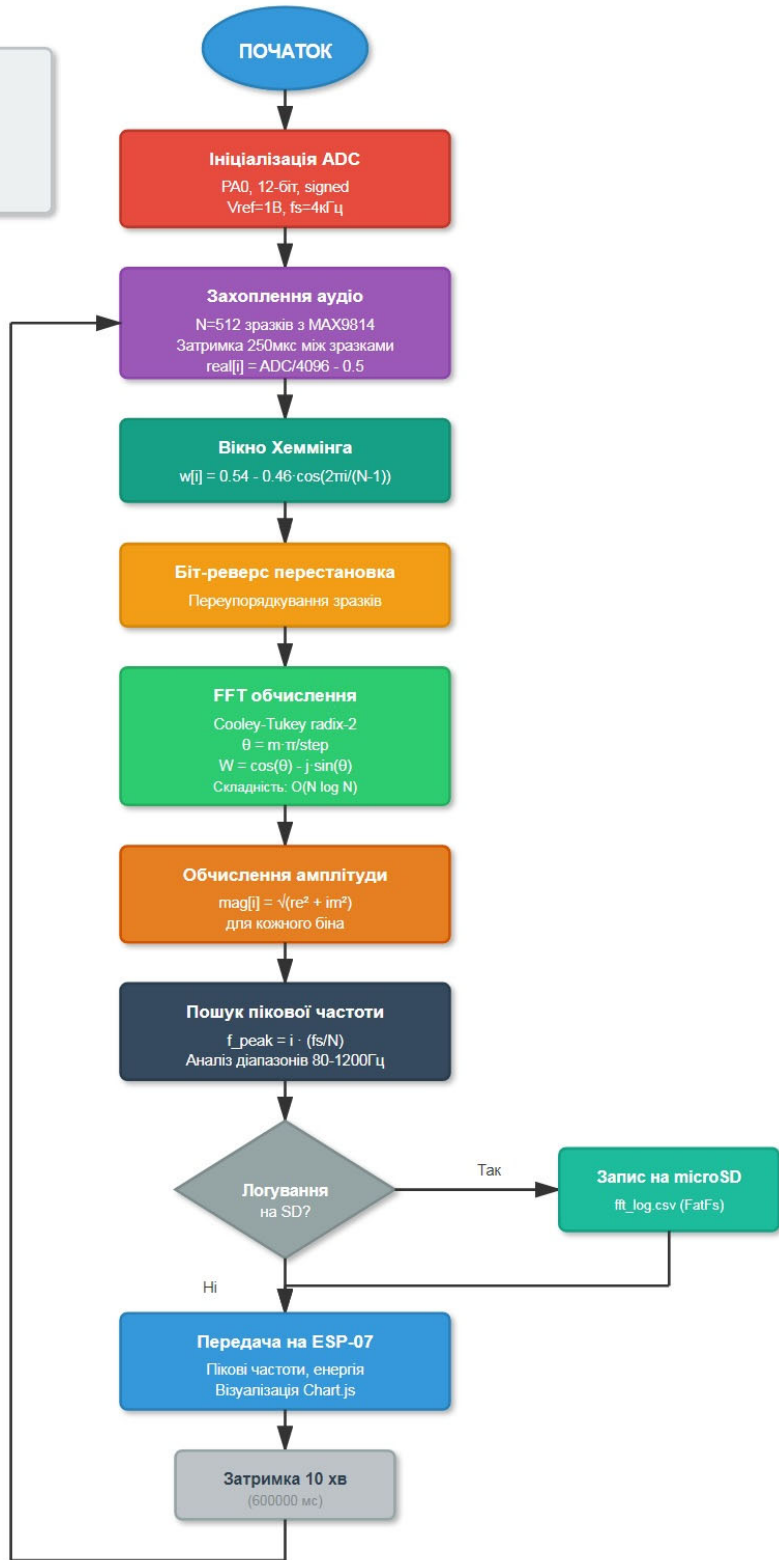 ПОЧАТОК
Ініціалізація ADC
PA0, 12-біт, signed
Vref=1В, fs=4кГц
Захоплення аудіо
N=512 зразків з MAX9814
Затримка 250мкс між зразками
real[i] = ADC/4096 - 0.5
Вікно Хеммінга
w[i] = 0.54 - 0.46·cos(2πi/(N-1))
Біт-реверс перестановка
Переупорядкування зразків
FFT обчислення
Cooley-Tukey radix-2
θ = m·π/step
W = cos(θ) - j·sin(θ)
Складність: O(N log N)
Обчислення амплітуди
mag[i] = √(re² + im²)
для кожного біна
Пошук пікової частоти
f_peak = i · (fs/N)
Аналіз діапазонів 80-1200Гц
Логування
на SD?
Так
Запис на microSD
fft_log.csv (FatFs)
Ні
Передача на ESP-07
Пікові частоти, енергія
Візуалізація Chart.js
Затримка 10 хв
(600000 мс)